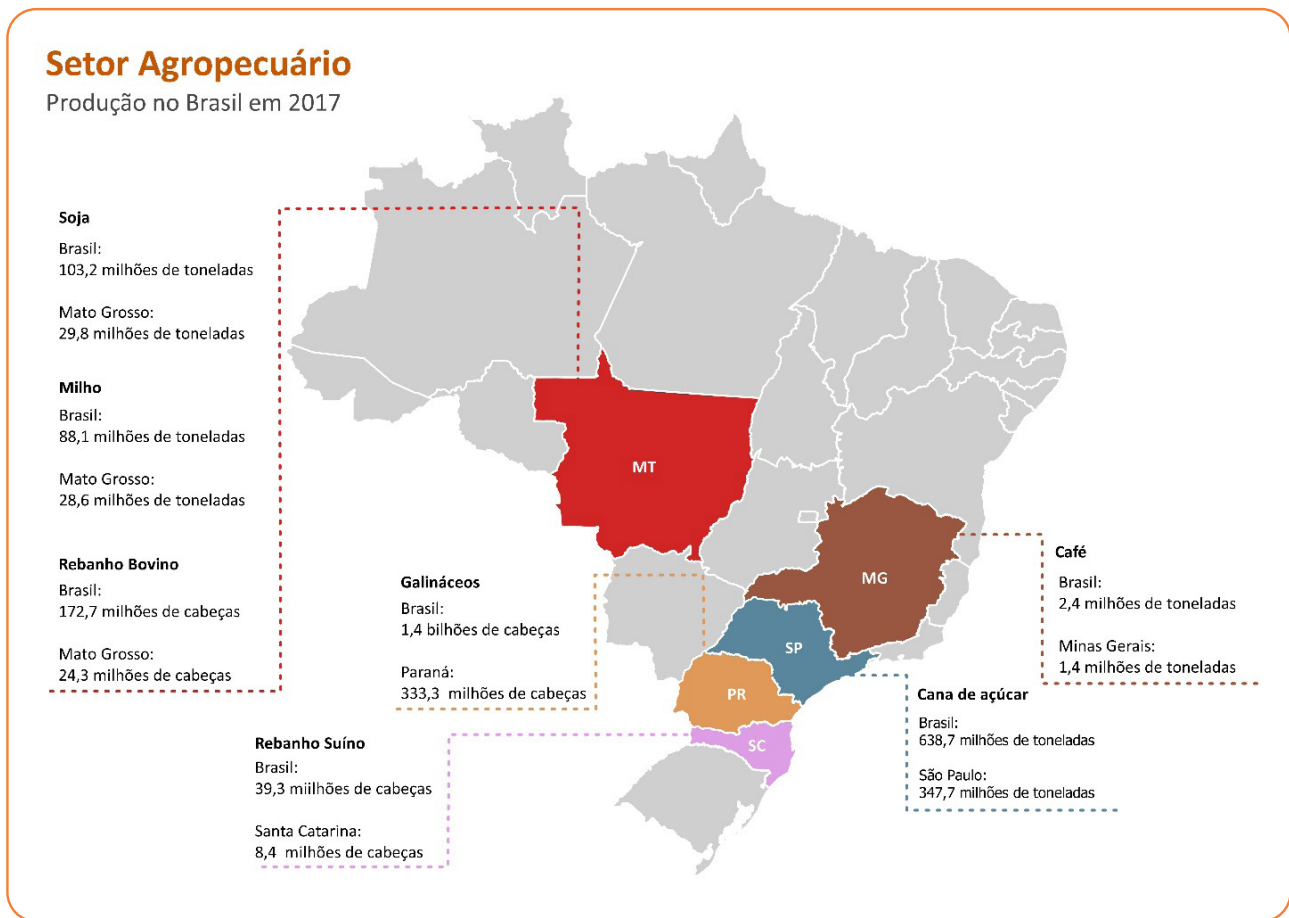 Setor Agropecuário
Produção no Brasil em 2017
Soja
Brasil:
103,2 milhões de toneladas
Mato Grosso:
29,8 milhões de toneladas
Milho
Brasil:
88,1 milhões de toneladas
Mato Grosso:
28,6 milhões de toneladas
Rebanho Bovino
Brasil:
172,7 milhões de cabeças
Mato Grosso:
24,3 milhões de cabeças
Galináceos
Brasil:
1,4 bilhões de cabeças
Paraná:
333,3 milhões de cabeças
Rebanho Suíno
Brasil:
39,3 miilhões de cabeças
Santa Catarina:
8,4 milhões de cabeças
MT
MG
SP
PR
SC
Café
Brasil:
2,4 milhões de toneladas
Minas Gerais:
1,4 milhões de toneladas
Cana de açúcar
Brasil:
638,7 milhões de toneladas
São Paulo:
347,7 milhões de toneladas